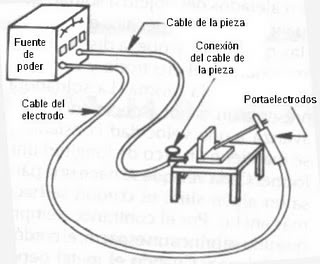 Cable de la pieza
Fuente
de
poder
Conexión
del cable de
la pieza
Portaelectrodos
Cable del
electrodo